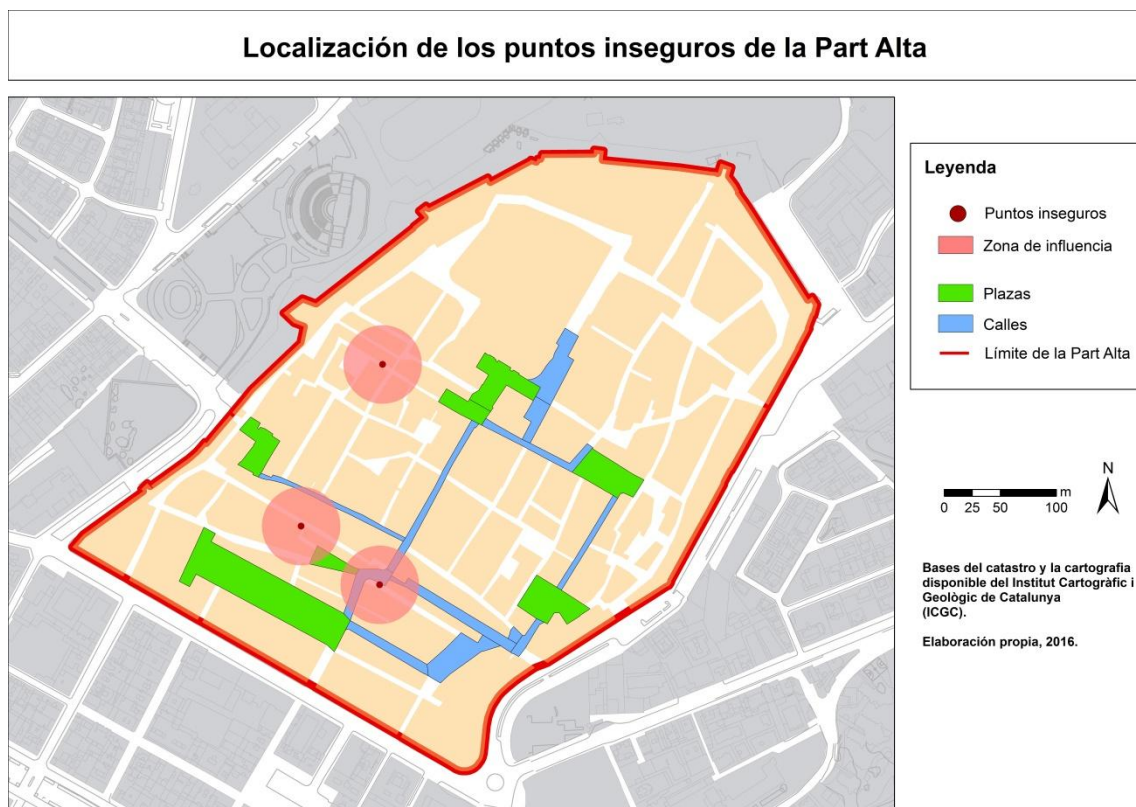 Localización de los puntos inseguros de la Part Alta
Leyenda
Puntos inseguros
Zona de influencia
Plazas
Calles
Límite de la Part Alta
N
m
0 25 50 100
Bases del catastro y la cartografia
disponible del Institut Cartogràfic i
Geològic de Catalunya
(ICGC).
Elaboración propia, 2016.